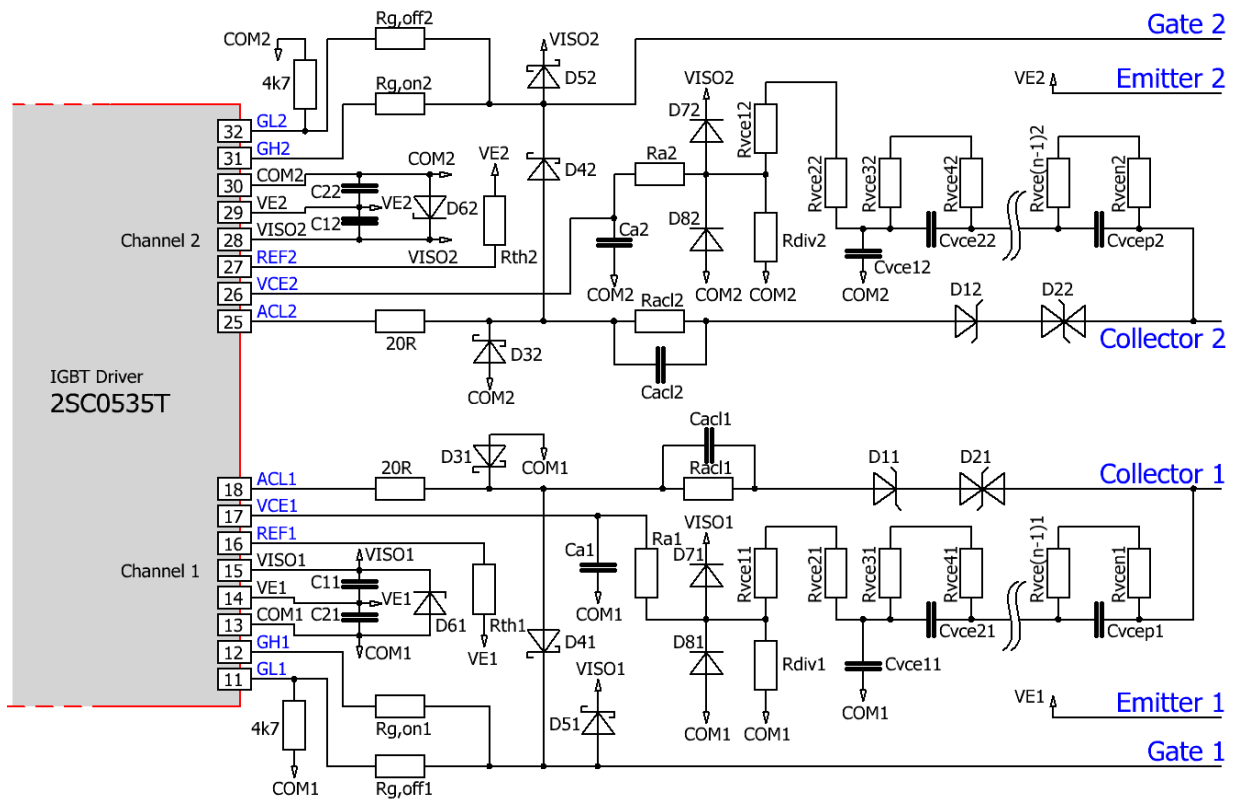 Rg,off2
Gate 2
COM2
VISO2
D52
4k7
Rg,on2
VISO2
VE2
Emitter 2
GL2
32
D72
Rvce12
GH2
31
COM2
30
COM2
VE2
D42
Ra2
Rvce22
Rvce32
Rvce42
Rvce(n-1)2
Rvcen2
C22
VE2
29
VE2
D62
C12
Channel 2
VISO2
28
D82
Ca2
Rdiv2
Cvce22
Cvcep2
REF2
27
VISO2
Rth2
Cvce12
VCE2
26
COM2
COM2
COM2
COM2
D12
D22
ACL2
25
Racl2
20R
D32
Collector 2
IGBT Driver
2SC0535T
COM2
Cacl2
Cacl1
D31
COM1
20R
Racl1
D11
D21
Collector 1
ACL1
18
VCE1
17
VISO1
REF1
16
Ra1
D71
Rvce11
Rvce21
Rvce31
Rvce41
Rvce(n-1)1
Rvcen1
VISO1
15
VISO1
Ca1
Channel 1
C11
VE1
14
VE1
C21
D61
Rth1
COM1
COM1
13
COM1
VE1
D41
D81
Rdiv1
Cvce21
Cvcep1
GH1
12
VISO1
Cvce11
GL1
11
VE1
Emitter 1
COM1
4k7
Rg,on1
D51
COM1
COM1
Gate 1
COM1
Rg,off1